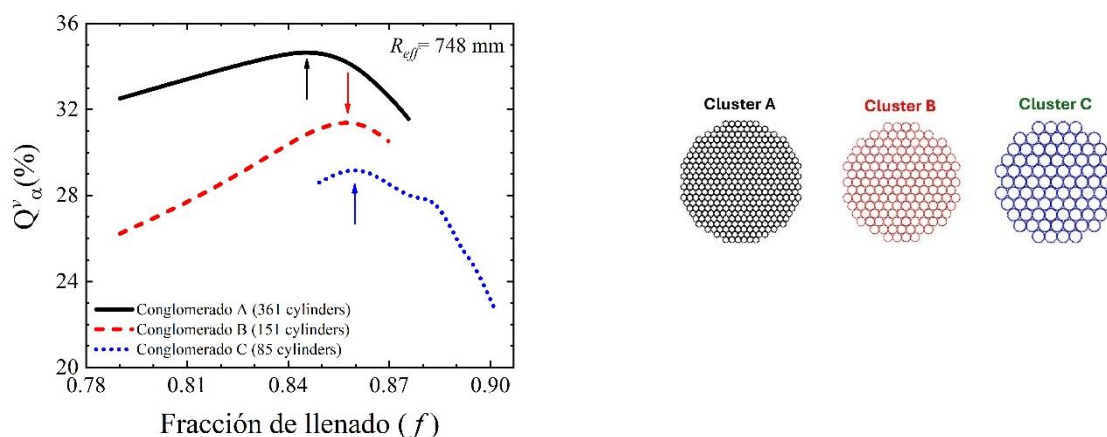 36
32
28
24
20
0.78
0.81
0.84
0.87
0.90
Q^v_α(%)
R_eff= 748 mm
Conglomerado A (361 cylinders)
Conglomerado B (151 cylinders)
Conglomerado C (85 cylinders)
Fracción de llenado (f)
Cluster A
Cluster B
Cluster C